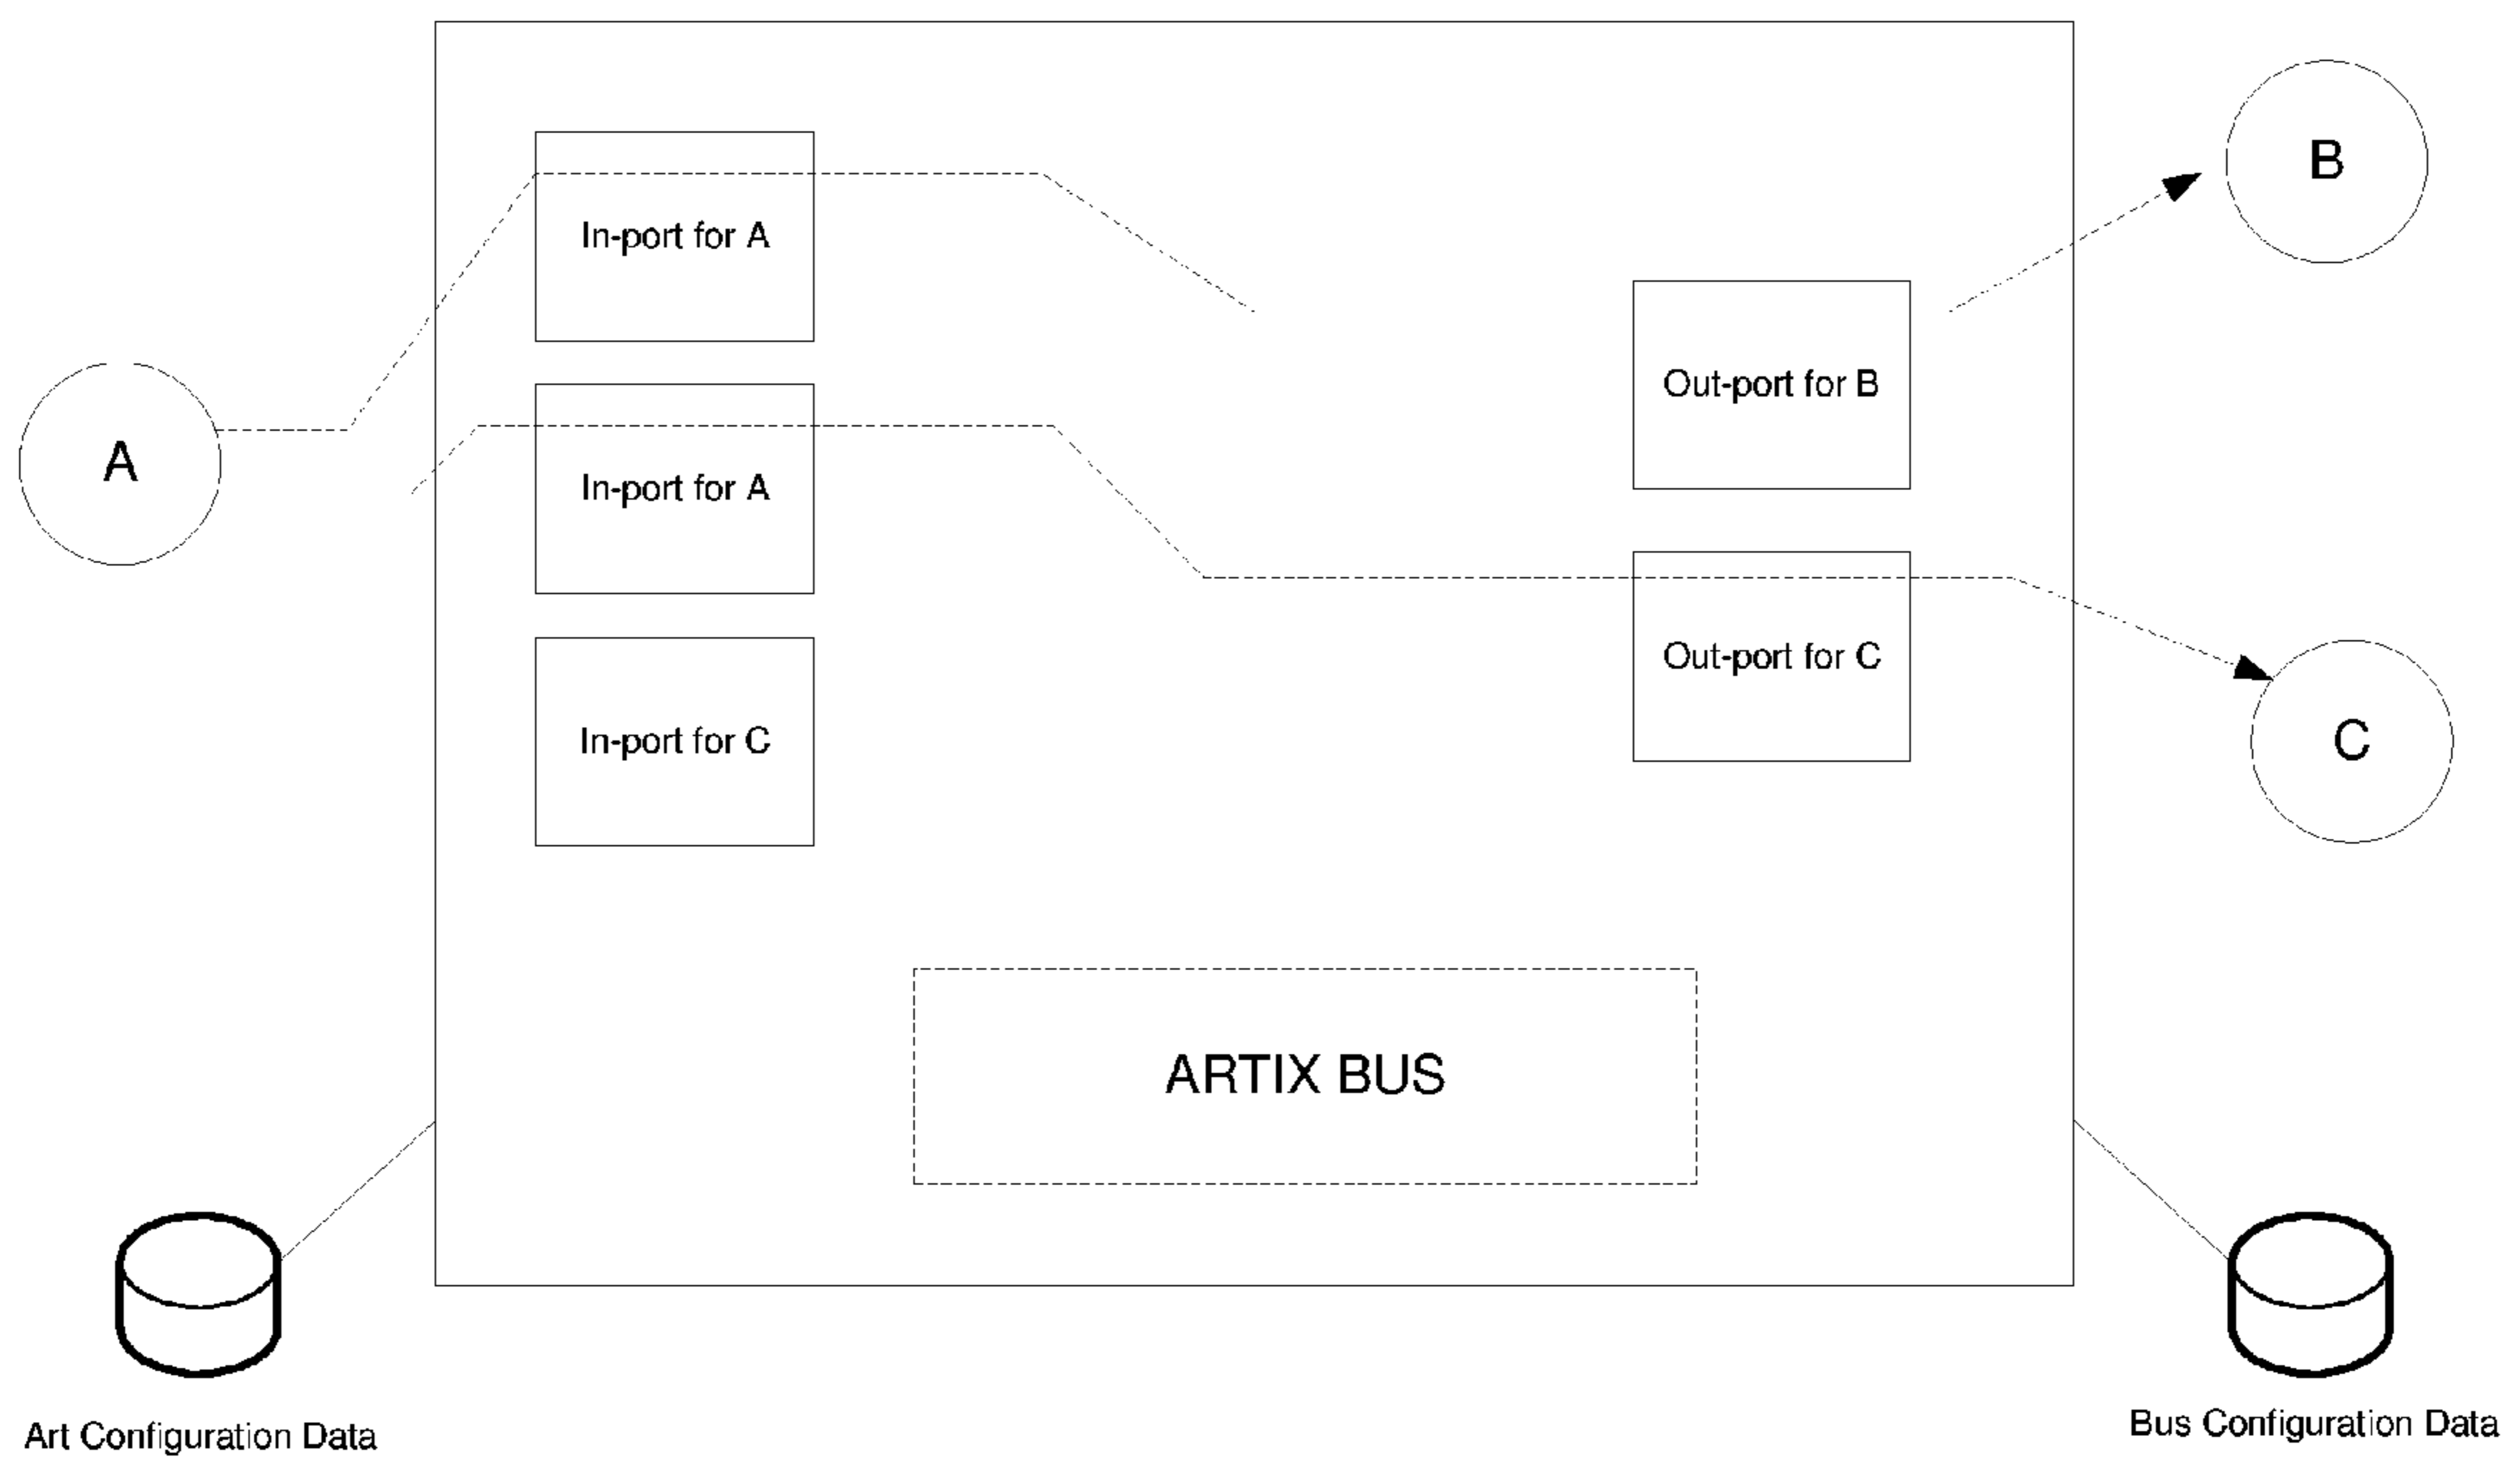 B
In-port for A
A
Out-port for B
In-port for A
Out-port for C
In-port for C
C
ARTIX BUS
Art Configuration Data
Bus Configuration Data